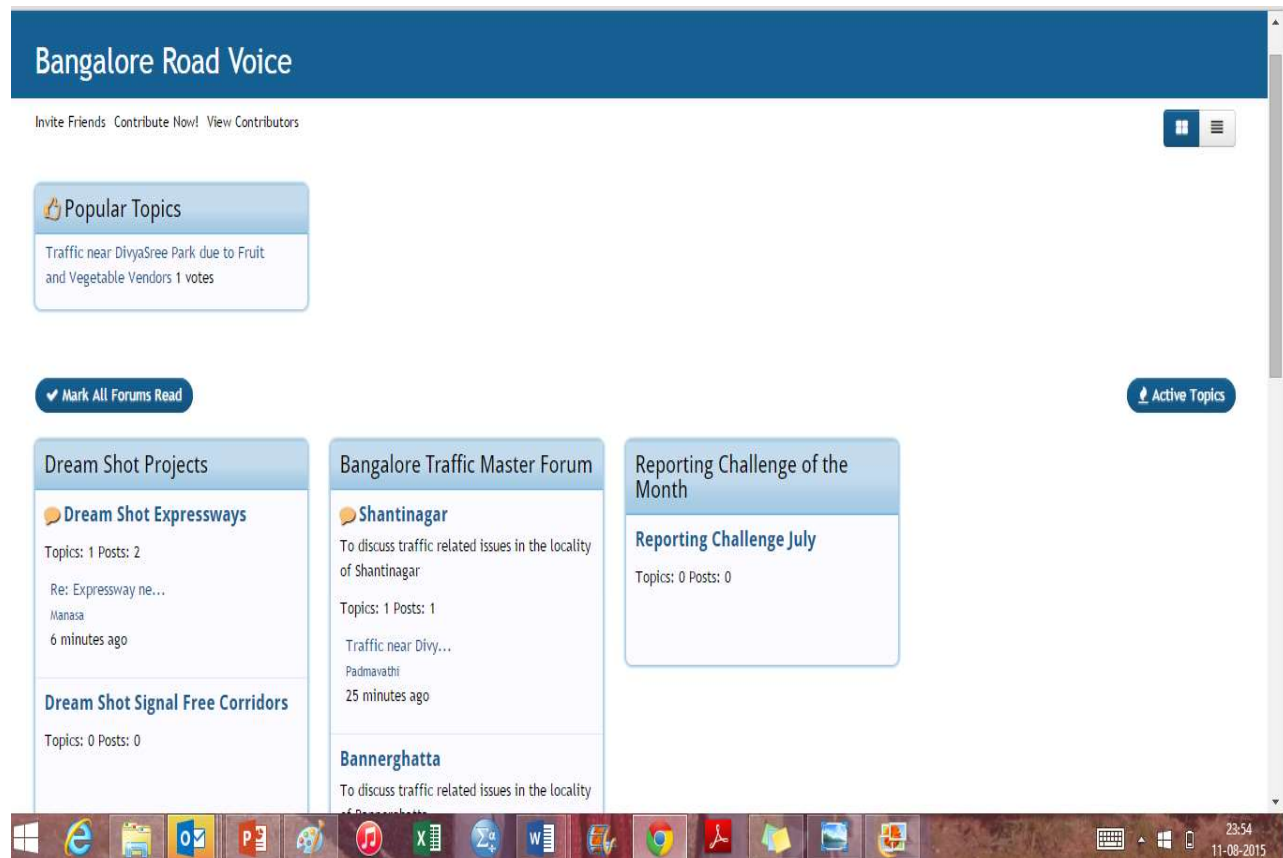 Bangalore Road Voice
Invite Friends Contribute Now! View Contributors
Popular Topics
Traffic near DivyaSree Park due to Fruit
and Vegetable Vendors 1 votes
Mark All Forums Read
Active Topics
Dream Shot Projects
Dream Shot Expressways
Topics: 1 Posts: 2
Re: Expressway ne...
Manasa
6 minutes ago
Dream Shot Signal Free Corridors
Topics: 0 Posts: 0
Bangalore Traffic Master Forum
Shantinagar
To discuss traffic related issues in the locality
of Shantinagar
Topics: 1 Posts: 1
Traffic near Divy...
Padmavathi
25 minutes ago
Bannerghatta
To discuss traffic related issues in the locality
Reporting Challenge of the
Month
Reporting Challenge July
Topics: 0 Posts: 0
23:54
11-08-2015